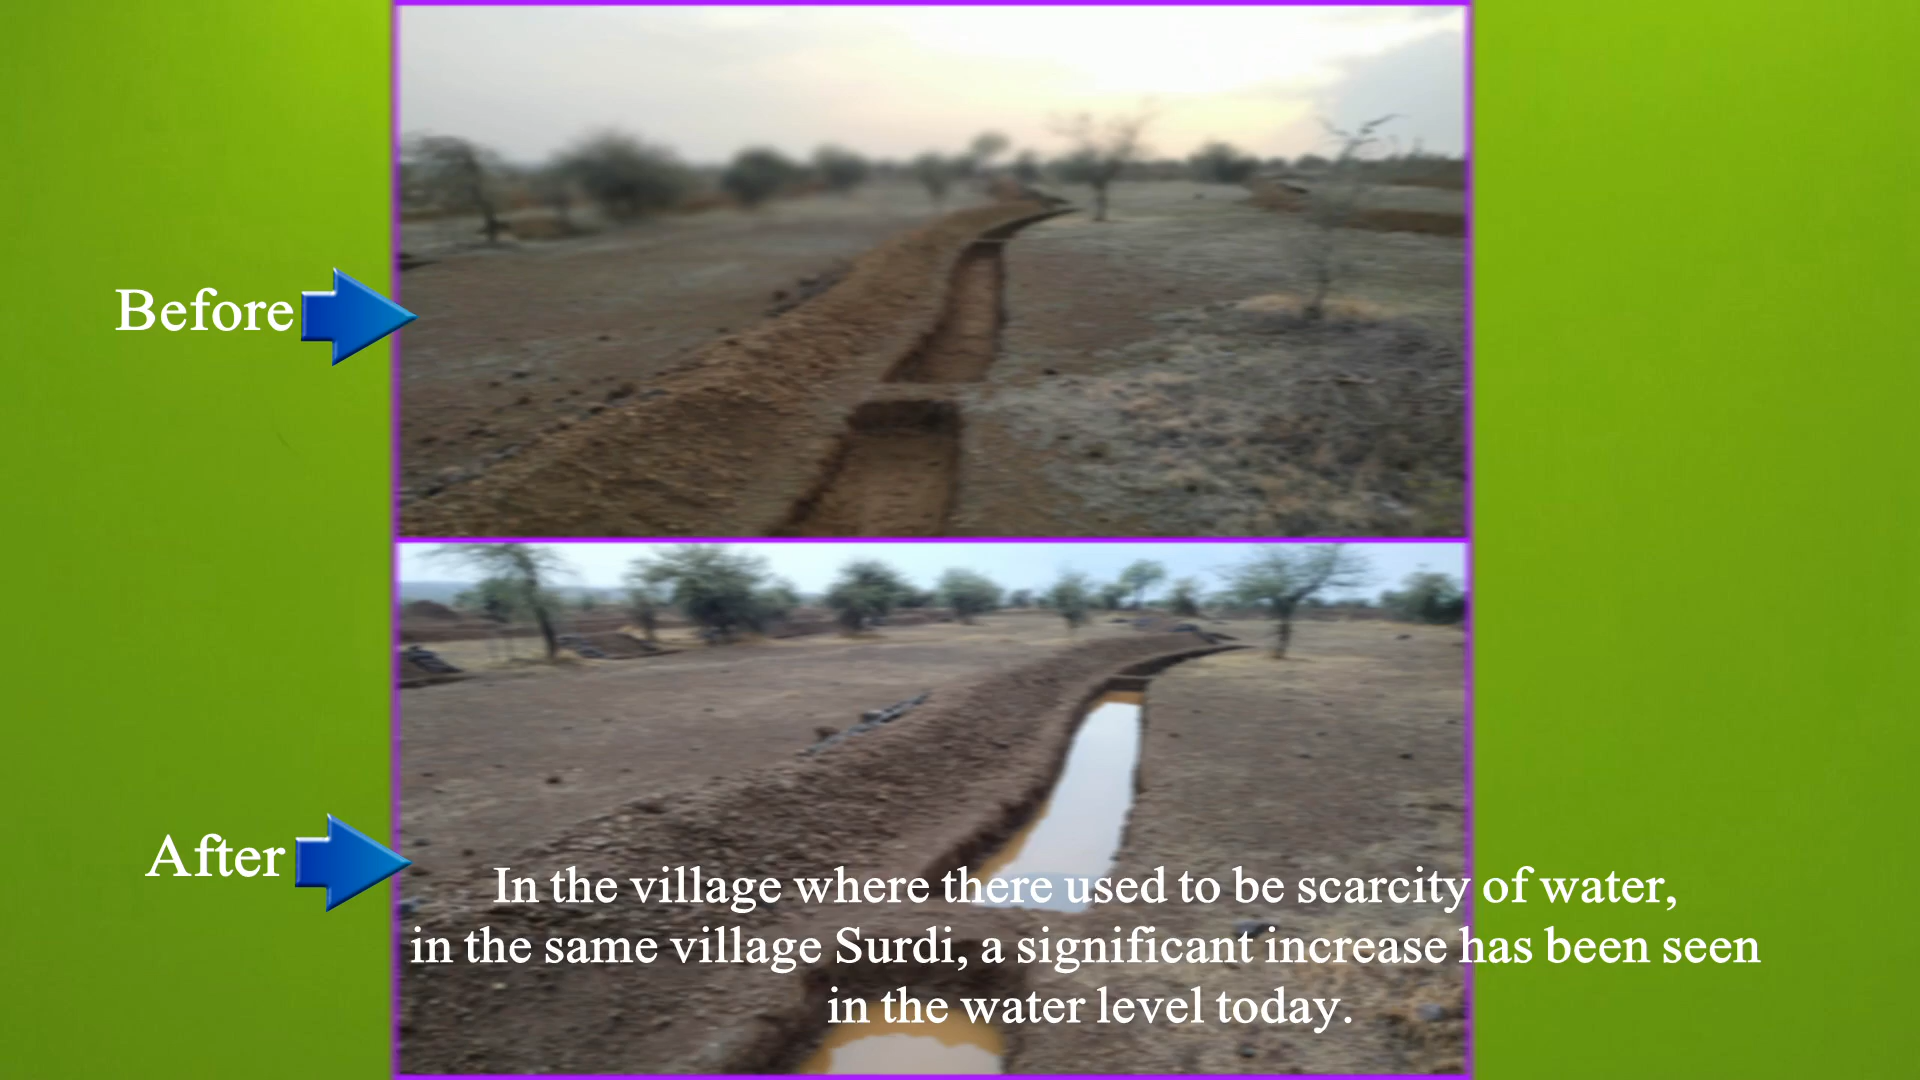 Before
After
In the village where there used to be scarcity of water,
in the same village Surdi, a significant increase has been seen
in the water level today.